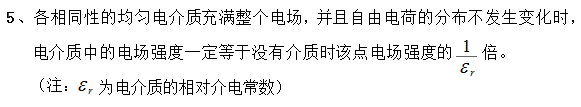 5、各相同性的均匀电介质充满整个电场，并且自由电荷的分布不发生变化时，
电介质中的电场强度一定等于没有介质时该点电场强度的 1/εr 倍。
（注：εr 为电介质的相对介电常数）